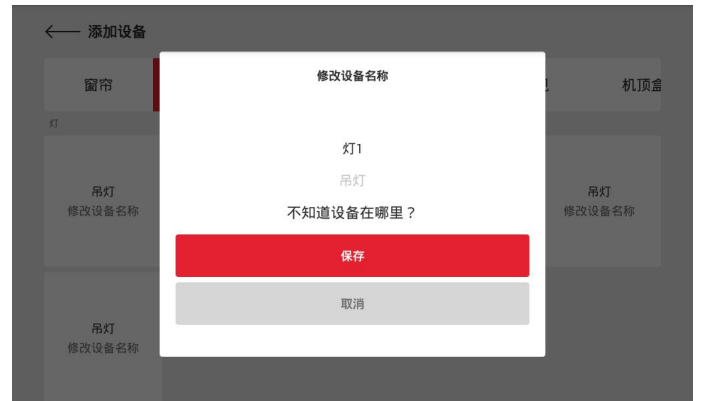 添加设备
窗帘
机顶盒
灯
修改设备名称
灯1
吊灯
不知道设备在哪里？
保存
取消
吊灯
修改设备名称
吊灯
修改设备名称
吊灯
修改设备名称